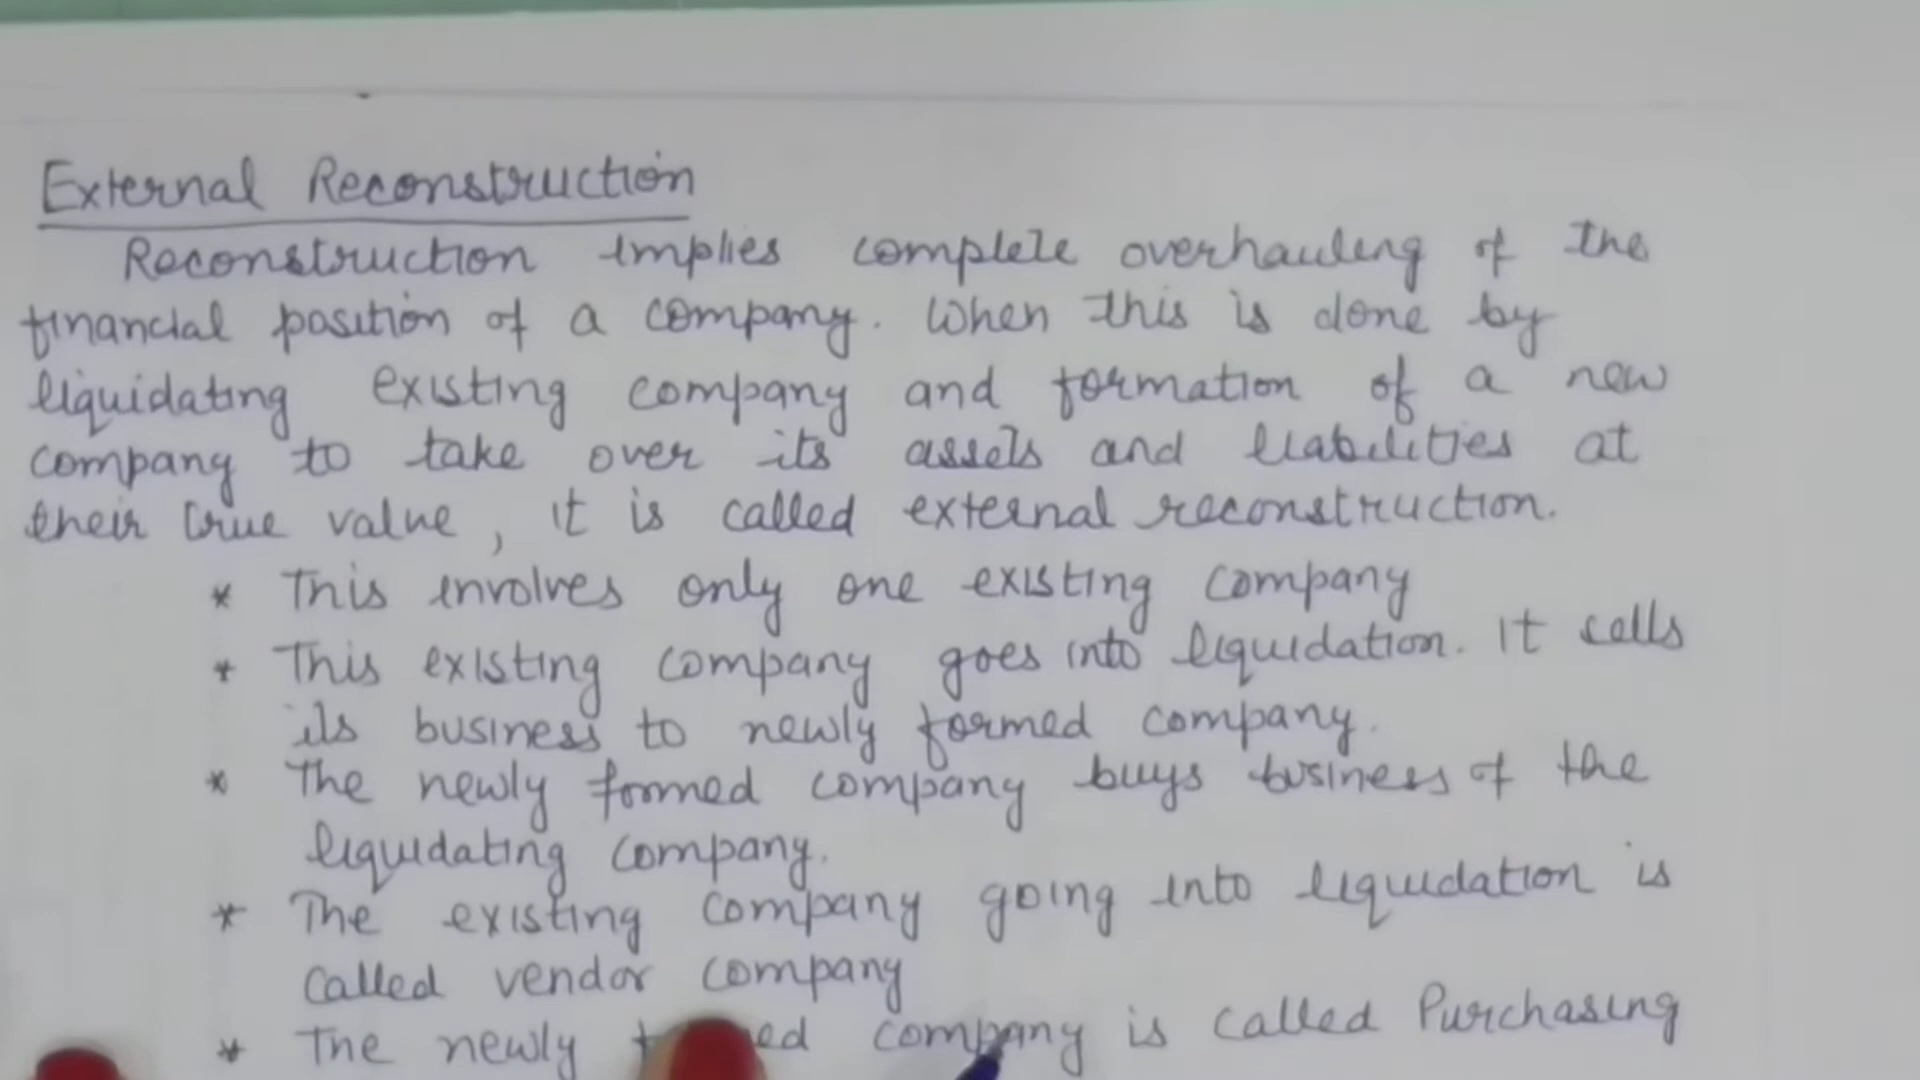 External Reconstruction
Reconstruction implies complete overhauling of the
financial position of a company. When this is done by
liquidating existing company and formation of a new
company to take over its assets and liabilities at
their true value, it is called external reconstruction.
* This involves only one existing company
* This existing company goes into liquidation. It sells
its business to newly formed company.
* The newly formed company buys business of the
liquidating company.
* The existing company going into liquidation is
called vendor company
* The newly company is called Purchasing